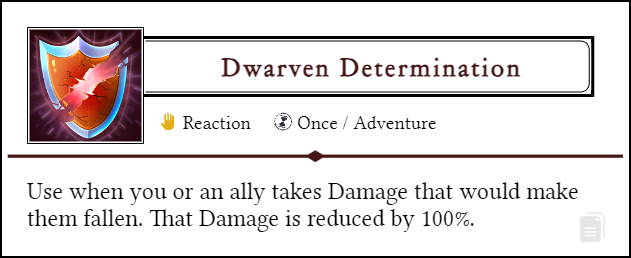 Dwarven Determination
Reaction Once / Adventure
Use when you or an ally takes Damage that would make
them fallen. That Damage is reduced by 100%.